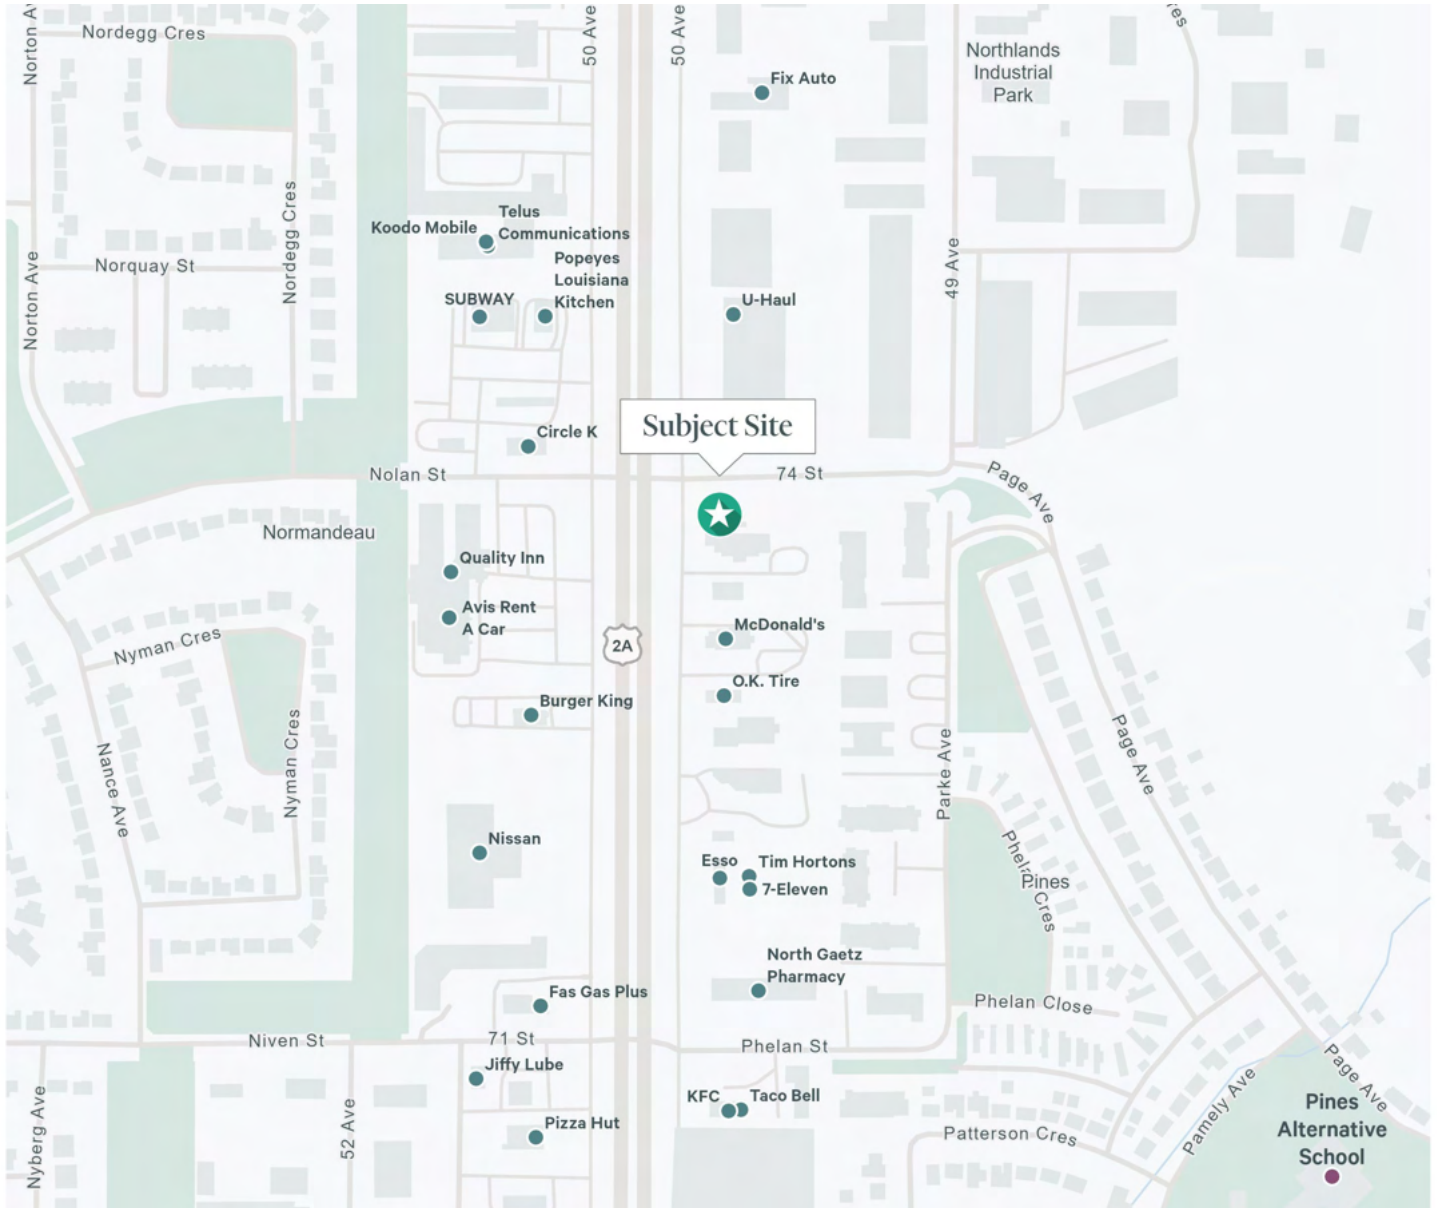 Norton A
Nordegg Cres
50 Ave
50 Ave
res
Northlands
Industrial
Park
Fix Auto
Nordegg Cres
Telus
Communications
Koodo Mobile
Popeyes
Louisiana
Kitchen
SUBWAY
Norquay St
Norton Ave
U-Haul
49 Ave
Subject Site
Circle K
Nolan St
74 St
Page Ave
Normandeau
Quality Inn
Avis Rent
A Car
2A
McDonald's
O.K. Tire
Burger King
Nyman Cres
Nyman Cres
Nance Ave
Parke Ave
Page Ave
Nissan
Esso
Tim Hortons
7-Eleven
Phelan Cres
Pines
North Gaetz
Pharmacy
Fas Gas Plus
Phelan Close
Niven St
71 St
Phelan St
Jiffy Lube
KFC
Taco Bell
Pizza Hut
Nyberg Ave
52 Ave
Patterson Cres
Pamely Ave
Page Ave
Pines
Alternative
School